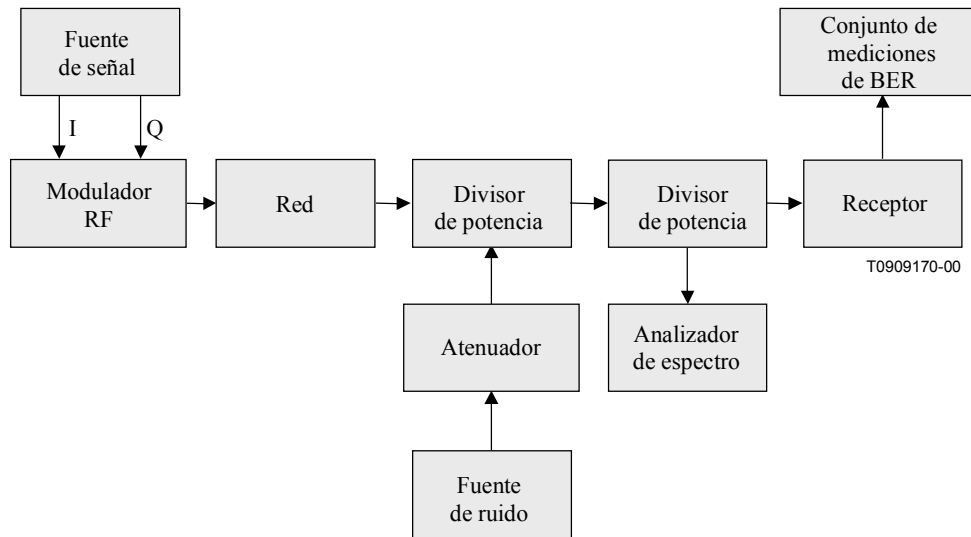 Fuente
de señal
Conjunto de
mediciones
de BER
I
Q
Modulador
RF
Red
Divisor
de potencia
Divisor
de potencia
Receptor
T0909170-00
Atenuador
Analizador
de espectro
Fuente
de ruido